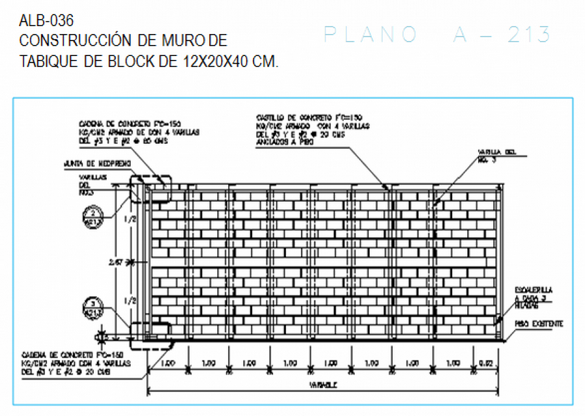 ALB-036
CONSTRUCCIÓN DE MURO DE
TABIQUE DE BLOCK DE 12X20X40 CM.
PLANO A-213
CADENA DE CONCRETO F'C=150
KG/CM2 ARMADO DE CON 4 VARILLAS
DEL #3 Y E #2 @ 20 CMS
CASTILLO DE CONCRETO F'C=150
KG/CM2 ARMADO CON 4 VARILLAS
DEL #3 Y E #2 @ 20 CMS
ANCLADOS A PISO
VARILLA DEL
NO. 3
JUNTA DE NEOPRENO
VARILLAS
DEL
NO.3
2
A213
1/2
2.67
1/2
3
A213
ESCALERILLA
A CADA 3
HILADAS
PISO EXISTENTE
CADENA DE CONCRETO F'C=150
KG/CM2 ARMADO CON 4 VARILLAS
DEL #3 Y E #2 @ 20 CMS
1.00 1.00 1.00 1.00 1.00 1.00 1.00 1.00
VARIABLE